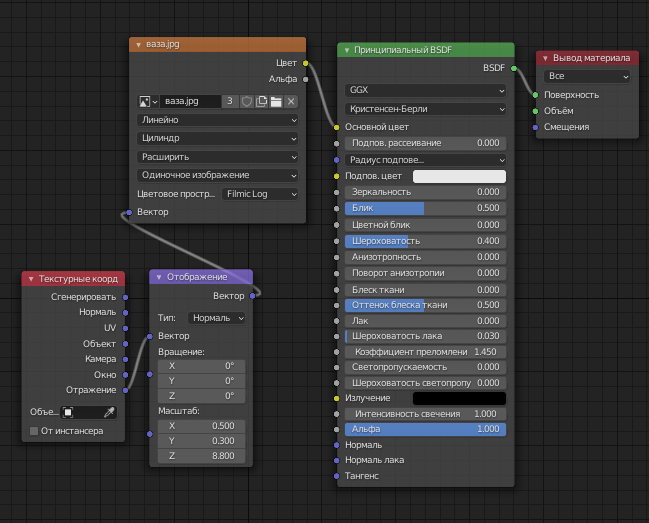 ваза.jpg
Цвет
Альфа
ваза.jpg 3
Линейно
Цилиндр
Расширить
Одиночное изображение
Цветовое простр... Filmic Log
Вектор
Текстурные коорд
Сгенерировать
Нормаль
UV
Объект
Камера
Окно
Отражение
Объе...
От инстансера
Отображение
Вектор
Тип: Нормаль
Вектор
Вращение:
X 0°
Y 0°
Z 0°
Масштаб:
X 0.500
Y 0.300
Z 8.800
Принципиальный BSDF
BSDF
GGX
Кристенсен-Берли
Основной цвет
Подпов. рассеивание 0.000
Радиус подпове...
Подпов. цвет
Зеркальность 0.000
Блик 0.500
Цветной блик 0.000
Шероховатость 0.400
Анизотропность 0.000
Поворот анизотропии 0.000
Блеск ткани 0.000
Оттенок блеска ткани 0.500
Лак 0.000
Шероховатость лака 0.030
Коэффициент преломлени 1.450
Светопропускаемость 0.000
Шероховатость светопропу 0.000
Излучение
Интенсивность свечения 1.000
Альфа 1.000
Нормаль
Нормаль лака
Тангенс
Вывод материала
Все
Поверхность
Объём
Смещения